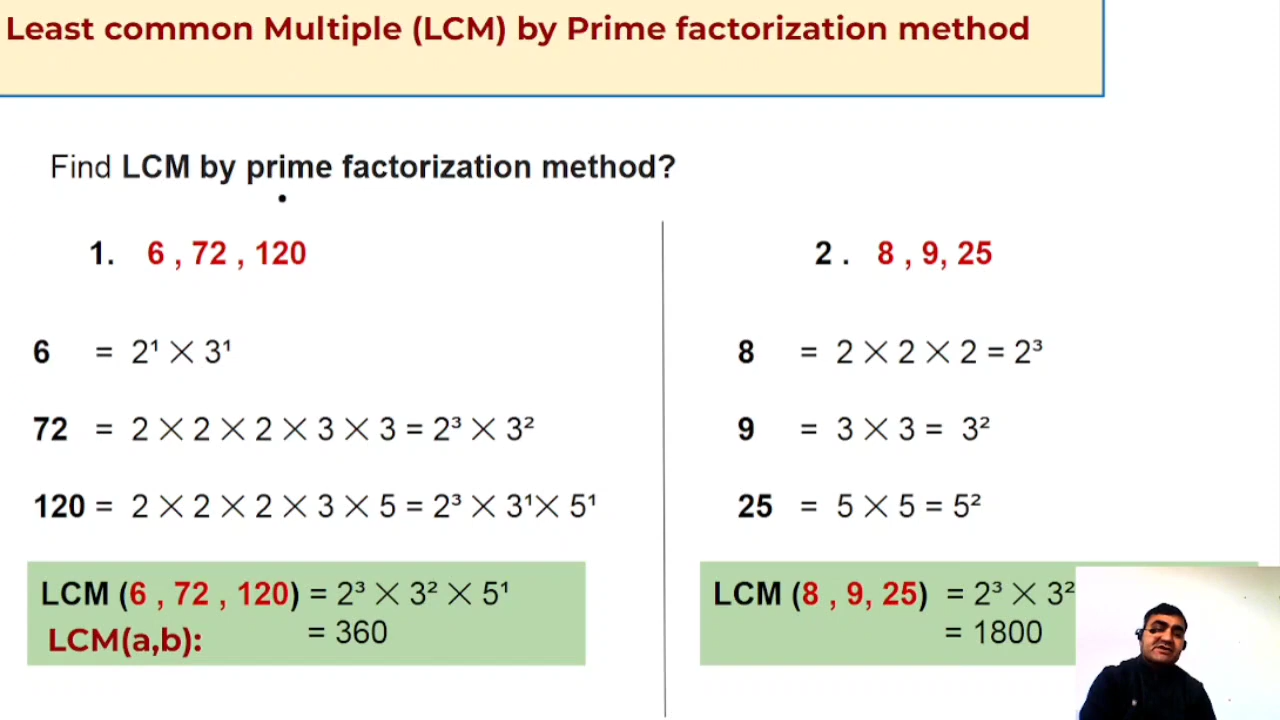 Least common Multiple (LCM) by Prime factorization method
Find LCM by prime factorization method?
1. 6 , 72 , 120
6 = 2¹ × 3¹
72 = 2 × 2 × 2 × 3 × 3 = 2³ × 3²
120 = 2 × 2 × 2 × 3 × 5 = 2³ × 3¹× 5¹
LCM (6 , 72 , 120) = 2³ × 3² × 5¹
LCM(a,b): = 360
2 . 8 , 9, 25
8 = 2 × 2 × 2 = 2³
9 = 3 × 3 = 3²
25 = 5 × 5 = 5²
LCM (8 , 9, 25) = 2³ × 3²
= 1800